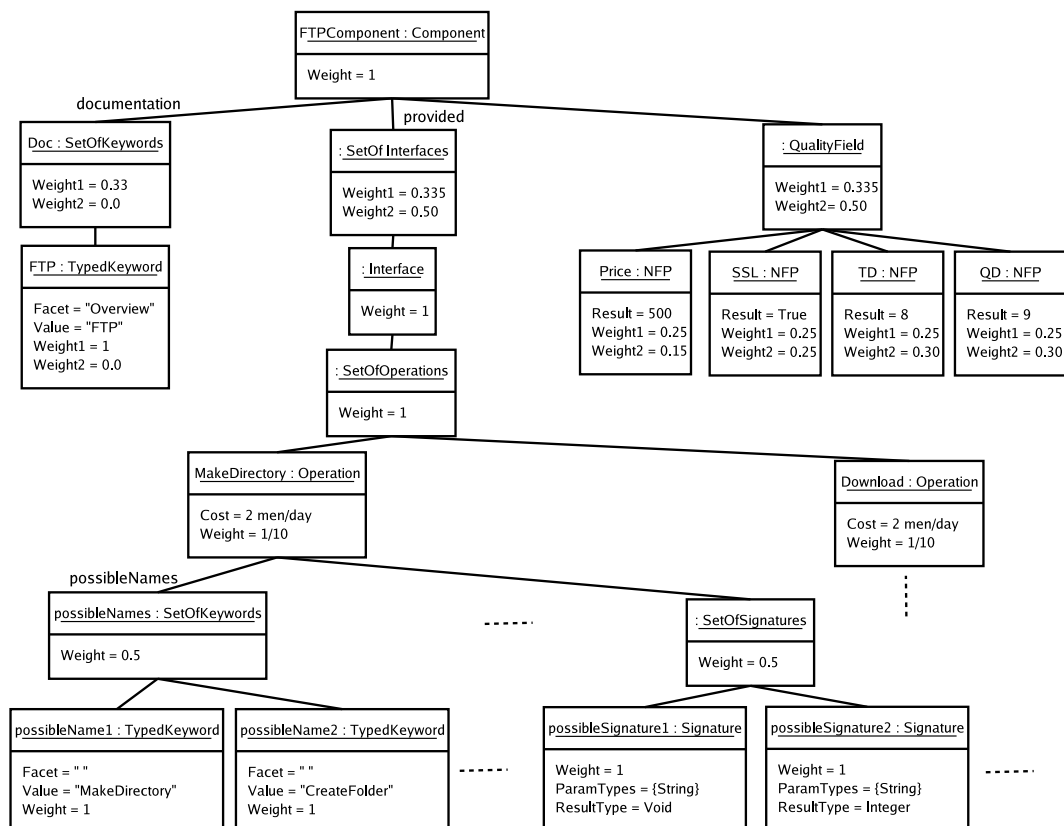 FTPComponent : Component
Weight = 1
documentation
provided
Doc : SetOfKeywords
Weight1 = 0.33
Weight2 = 0.0
: SetOf Interfaces
Weight1 = 0.335
Weight2 = 0.50
: QualityField
Weight1 = 0.335
Weight2= 0.50
FTP : TypedKeyword
Facet = "Overview"
Value = "FTP"
Weight1 = 1
Weight2 = 0.0
: Interface
Weight = 1
Price : NFP
Result = 500
Weight1 = 0.25
Weight2 = 0.15
SSL : NFP
Result = True
Weight1 = 0.25
Weight2 = 0.25
TD : NFP
Result = 8
Weight1 = 0.25
Weight2 = 0.30
QD : NFP
Result = 9
Weight1 = 0.25
Weight2 = 0.30
: SetOfOperations
Weight = 1
MakeDirectory : Operation
Cost = 2 men/day
Weight = 1/10
Download : Operation
Cost = 2 men/day
Weight = 1/10
possibleNames
possibleNames : SetOfKeywords
Weight = 0.5
: SetOfSignatures
Weight = 0.5
possibleName1 : TypedKeyword
Facet = " "
Value = "MakeDirectory"
Weight = 1
possibleName2 : TypedKeyword
Facet = " "
Value = "CreateFolder"
Weight = 1
possibleSignature1 : Signature
Weight = 1
ParamTypes = {String}
ResultType = Void
possibleSignature2 : Signature
Weight = 1
ParamTypes = {String}
ResultType = Integer